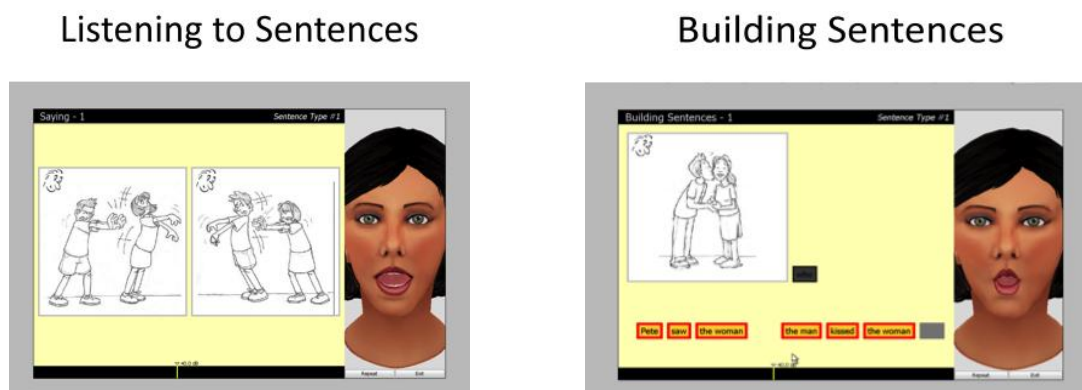 Listening to Sentences
Building Sentences
Saying - 1
Sentence Type #1
Building Sentences - 1
Sentence Type #1
Pete saw the woman the man kissed the woman
Repeat Exit
Repeat Exit